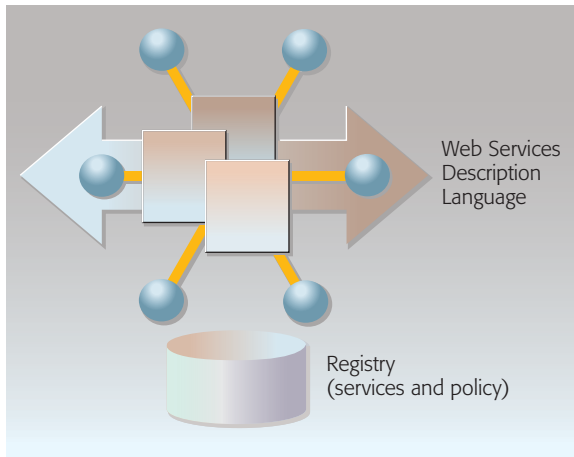 Web Services
Description
Language
Registry
(services and policy)